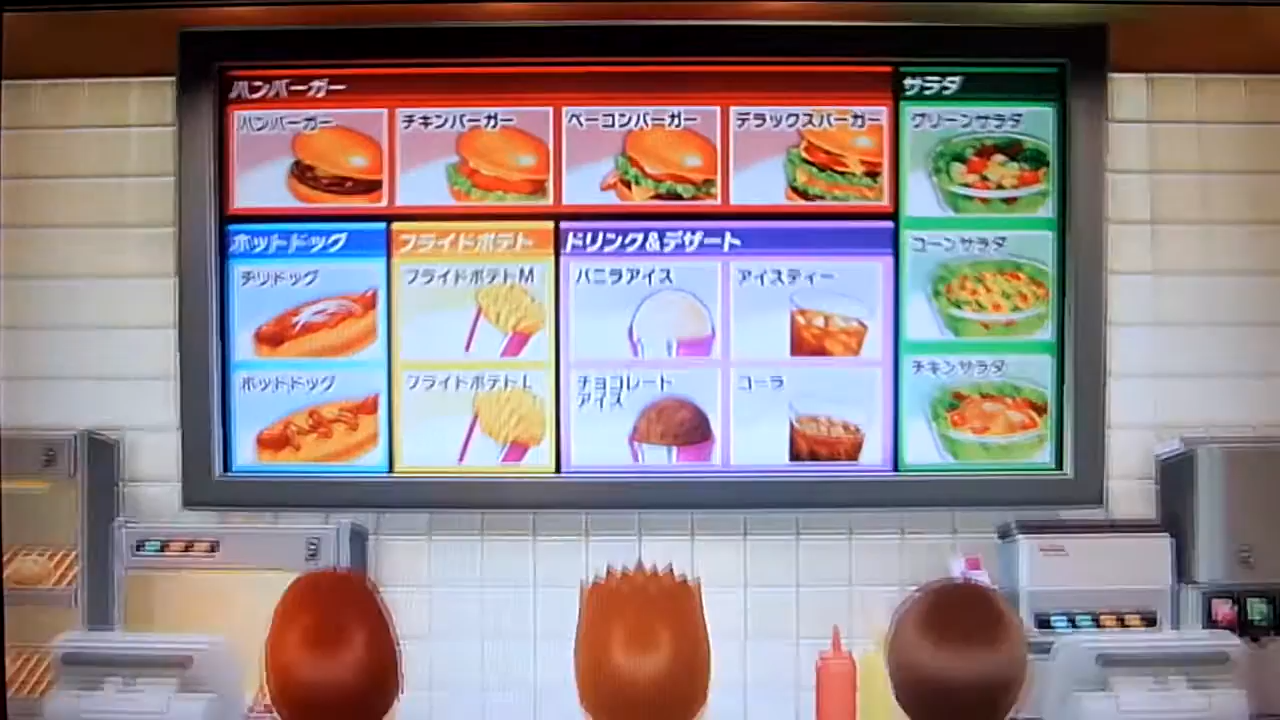 ハンバーガー
ハンバーガー
チキンバーガー
ベーコンバーガー
デラックスバーガー
サラダ
グリーンサラダ
コーンサラダ
チキンサラダ
ホットドッグ
チリドッグ
ホットドッグ
フライドポテト
フライドポテトM
フライドポテトL
ドリンク&デザート
バニラアイス
アイスティー
チョコレート
アイス
コーラ